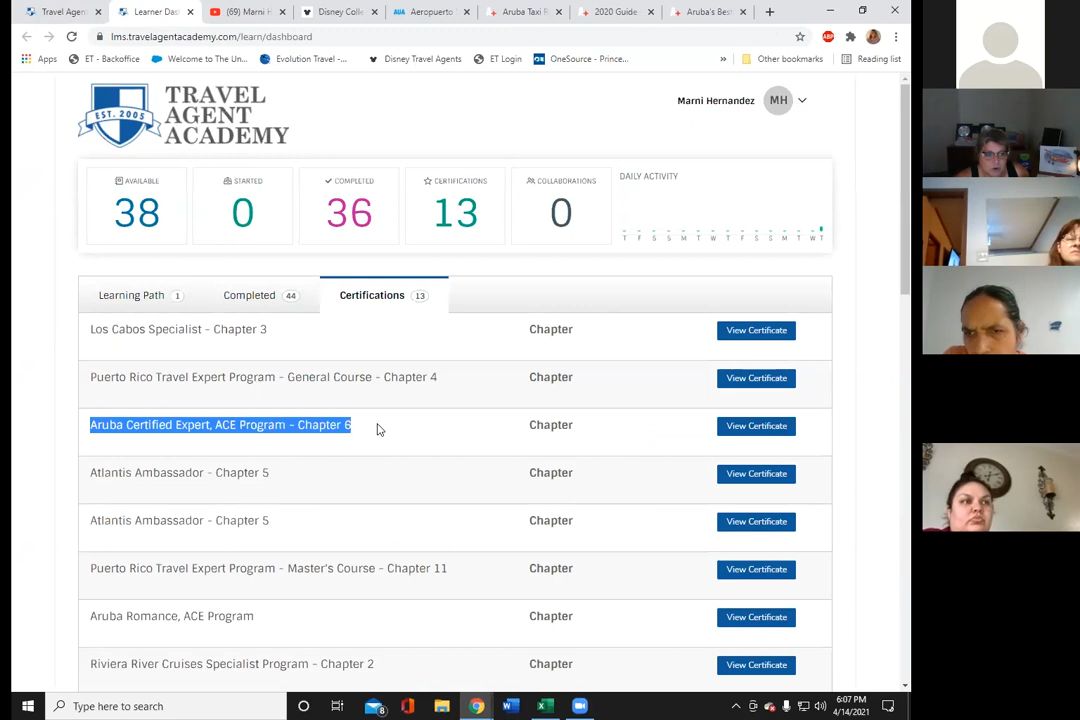 Travel Agen
Learner Das
(69) Marni H
Disney Colle
Aeropuerto
Aruba Taxi R
2020 Guide
Aruba's Bes
lms.travelagentacademy.com/learn/dashboard
ABP
Apps
ET - Backoffice
Welcome to The Un...
Evolution Travel -...
Disney Travel Agents
ET Login
OneSource - Prince...
»
Other bookmarks
Reading list
EST. 2005
TRAVEL
AGENT
ACADEMY
Marni Hernandez
MH
AVAILABLE
38
STARTED
0
COMPLETED
36
CERTIFICATIONS
13
COLLABORATIONS
0
DAILY ACTIVITY
T F S S M T W T F S S M T W T
Learning Path 1
Completed 44
Certifications 13
Los Cabos Specialist - Chapter 3 Chapter View Certificate
Puerto Rico Travel Expert Program - General Course - Chapter 4 Chapter View Certificate
Aruba Certified Expert, ACE Program - Chapter 6 Chapter View Certificate
Atlantis Ambassador - Chapter 5 Chapter View Certificate
Atlantis Ambassador - Chapter 5 Chapter View Certificate
Puerto Rico Travel Expert Program - Master's Course - Chapter 11 Chapter View Certificate
Aruba Romance, ACE Program Chapter View Certificate
Riviera River Cruises Specialist Program - Chapter 2 Chapter View Certificate
Type here to search
8
6:07 PM
4/14/2021